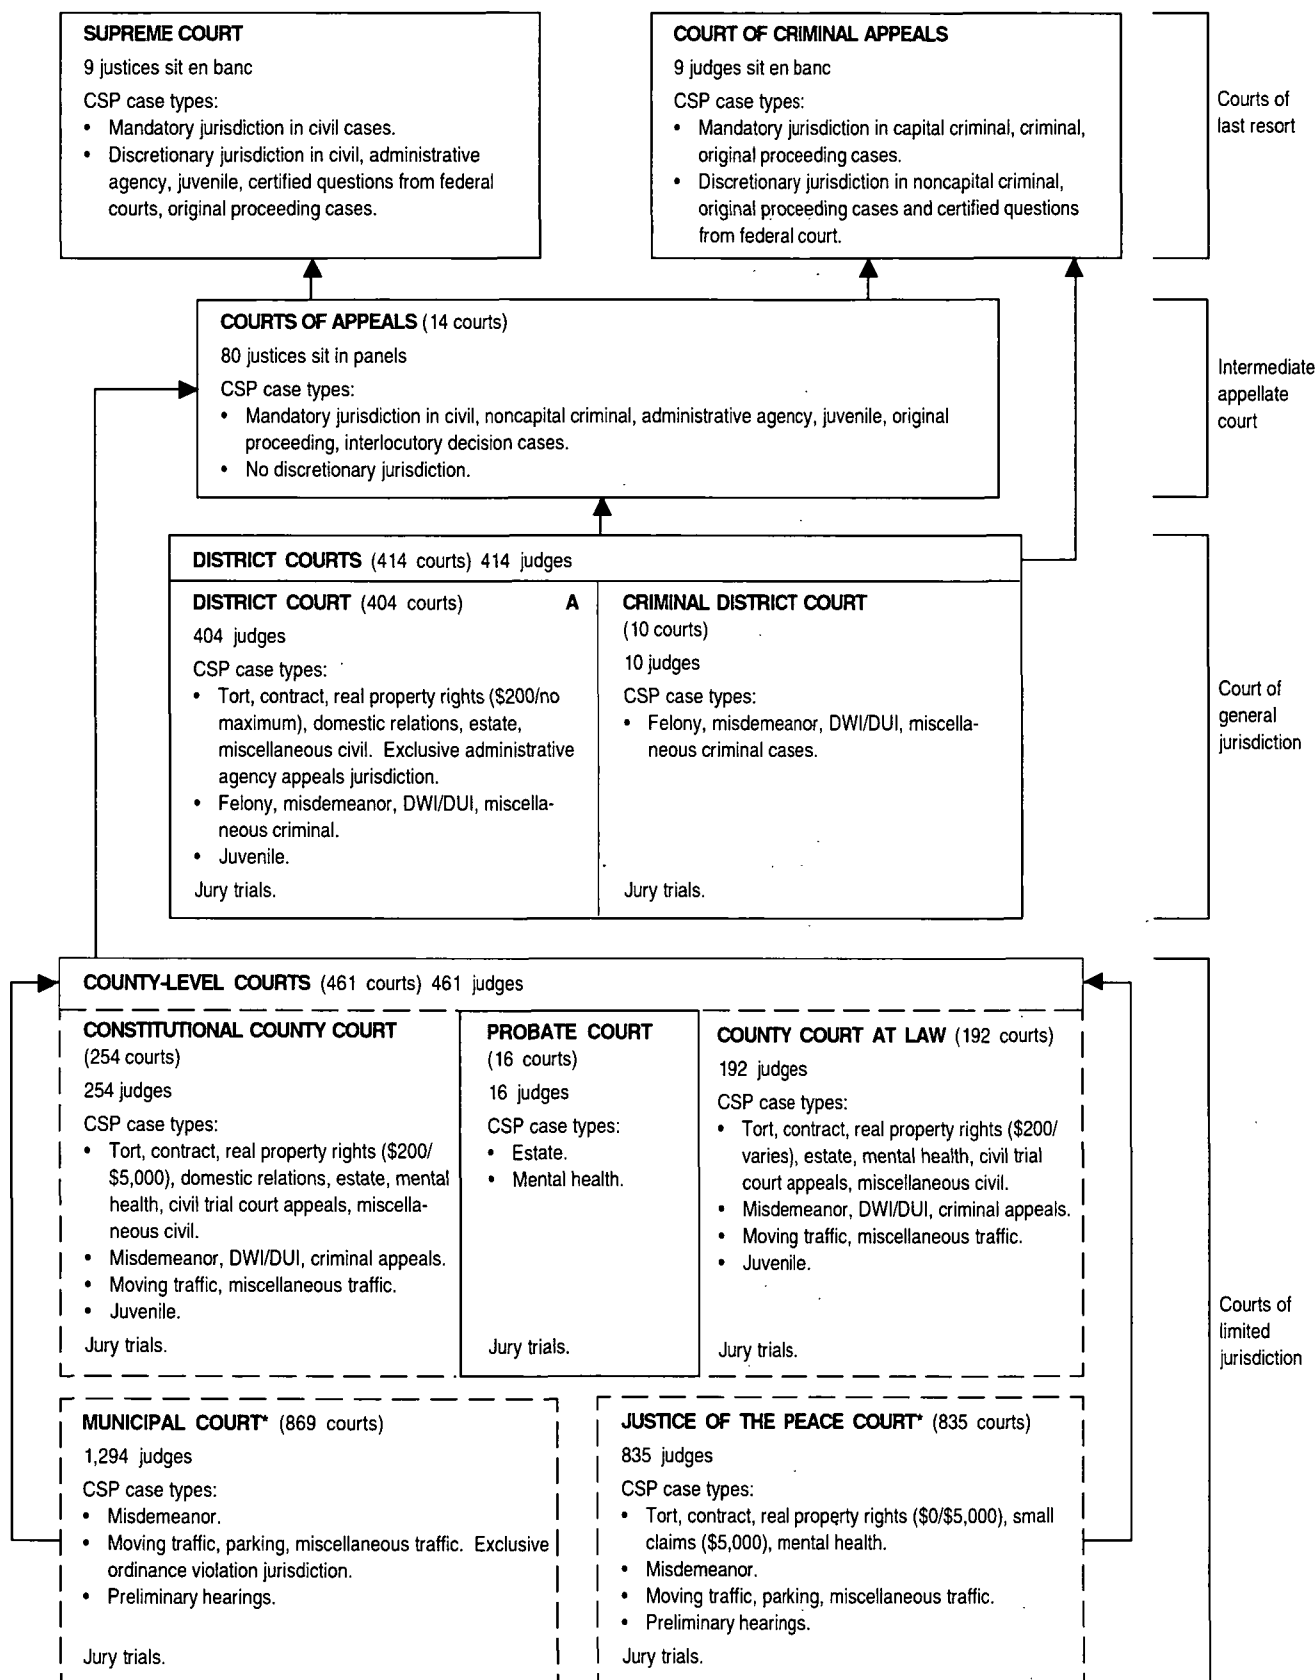 SUPREME COURT
9 justices sit en banc
CSP case types:
• Mandatory jurisdiction in civil cases.
• Discretionary jurisdiction in civil, administrative
agency, juvenile, certified questions from federal
courts, original proceeding cases.
COURT OF CRIMINAL APPEALS
9 judges sit en banc
CSP case types:
• Mandatory jurisdiction in capital criminal, criminal,
original proceeding cases.
• Discretionary jurisdiction in noncapital criminal,
original proceeding cases and certified questions
from federal court.
Courts of
last resort
COURTS OF APPEALS (14 courts)
80 justices sit in panels
CSP case types:
• Mandatory jurisdiction in civil, noncapital criminal, administrative agency, juvenile, original
proceeding, interlocutory decision cases.
• No discretionary jurisdiction.
Intermediate
appellate
court
DISTRICT COURTS (414 courts) 414 judges
DISTRICT COURT (404 courts) A
404 judges
CSP case types:
• Tort, contract, real property rights ($200/no
maximum), domestic relations, estate,
miscellaneous civil. Exclusive administrative
agency appeals jurisdiction.
• Felony, misdemeanor, DWI/DUI, miscella-
neous criminal.
• Juvenile.
Jury trials.
CRIMINAL DISTRICT COURT
(10 courts)
10 judges
CSP case types:
• Felony, misdemeanor, DWI/DUI, miscella-
neous criminal cases.
Jury trials.
Court of
general
jurisdiction
COUNTY-LEVEL COURTS (461 courts) 461 judges
CONSTITUTIONAL COUNTY COURT
(254 courts)
254 judges
CSP case types:
• Tort, contract, real property rights ($200/
$5,000), domestic relations, estate, mental
health, civil trial court appeals, miscella-
neous civil.
• Misdemeanor, DWI/DUI, criminal appeals.
• Moving traffic, miscellaneous traffic.
• Juvenile.
Jury trials.
PROBATE COURT
(16 courts)
16 judges
CSP case types:
• Estate.
• Mental health.
Jury trials.
COUNTY COURT AT LAW (192 courts)
192 judges
CSP case types:
• Tort, contract, real property rights ($200/
varies), estate, mental health, civil trial
court appeals, miscellaneous civil.
• Misdemeanor, DWI/DUI, criminal appeals.
• Moving traffic, miscellaneous traffic.
• Juvenile.
Jury trials.
Courts of
limited
jurisdiction
MUNICIPAL COURT* (869 courts)
1,294 judges
CSP case types:
• Misdemeanor.
• Moving traffic, parking, miscellaneous traffic. Exclusive
ordinance violation jurisdiction.
• Preliminary hearings.
Jury trials.
JUSTICE OF THE PEACE COURT* (835 courts)
835 judges
CSP case types:
• Tort, contract, real property rights ($0/$5,000), small
claims ($5,000), mental health.
• Misdemeanor.
• Moving traffic, parking, miscellaneous traffic.
• Preliminary hearings.
Jury trials.